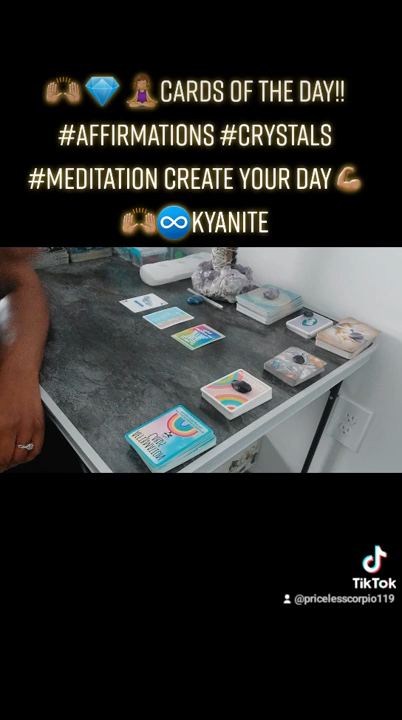 🙌🏾💎🧘🏾‍♀️CARDS OF THE DAY!!
#AFFIRMATIONS #CRYSTALS
#MEDITATION CREATE YOUR DAY💪🏾
🙌🏾♾️KYANITE
TikTok
@pricelesscorpio119